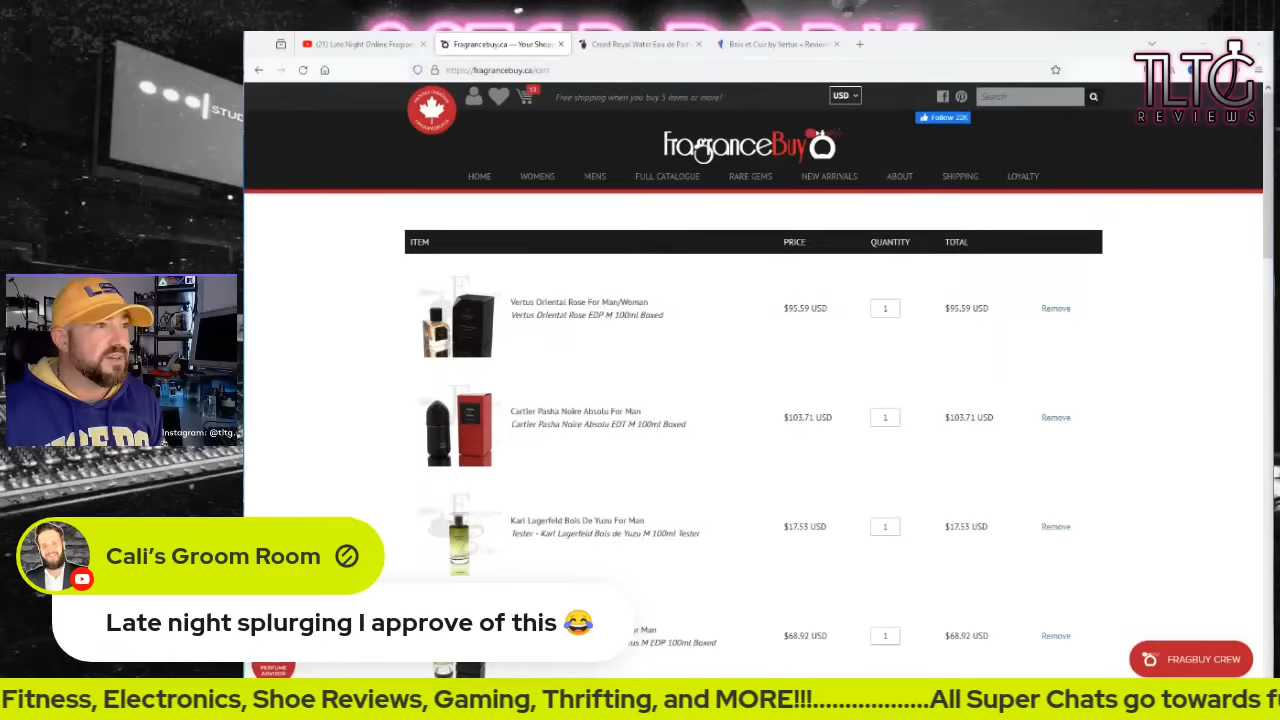 (21) Late Night Online Fragran
Fragrancebuy.ca — Your Shop
Creed Royal Water Eau de Parf
Bois et Cuir by Vertus » Review
https://fragrancebuy.ca/cart
TLTG
REVIEWS
13
Free shipping when you buy 5 items or more!
USD
Search
Follow 22K
FragranceBuy
HOME
WOMENS
MENS
FULL CATALOGUE
RARE GEMS
NEW ARRIVALS
ABOUT
SHIPPING
LOYALTY
ITEM
PRICE
QUANTITY
TOTAL
Vertus Oriental Rose For Man/Woman
Vertus Oriental Rose EDP M 100ml Boxed
$95.59 USD
1
$95.59 USD
Remove
Cartier Pasha Noire Absolu For Man
Cartier Pasha Noire Absolu EDT M 100ml Boxed
$103.71 USD
1
$103.71 USD
Remove
Karl Lagerfeld Bois De Yuzu For Man
Tester - Karl Lagerfeld Bois de Yuzu M 100ml Tester
$17.53 USD
1
$17.53 USD
Remove
or Man
us M EDP 100ml Boxed
$68.92 USD
1
$68.92 USD
Remove
Instagram: @tltg..
Cali's Groom Room
Late night splurging I approve of this 😂
PERFUME
ADVISOR
FRAGBUY CREW
Fitness, Electronics, Shoe Reviews, Gaming, Thrifting, and MORE!!!..................All Super Chats go towards fu